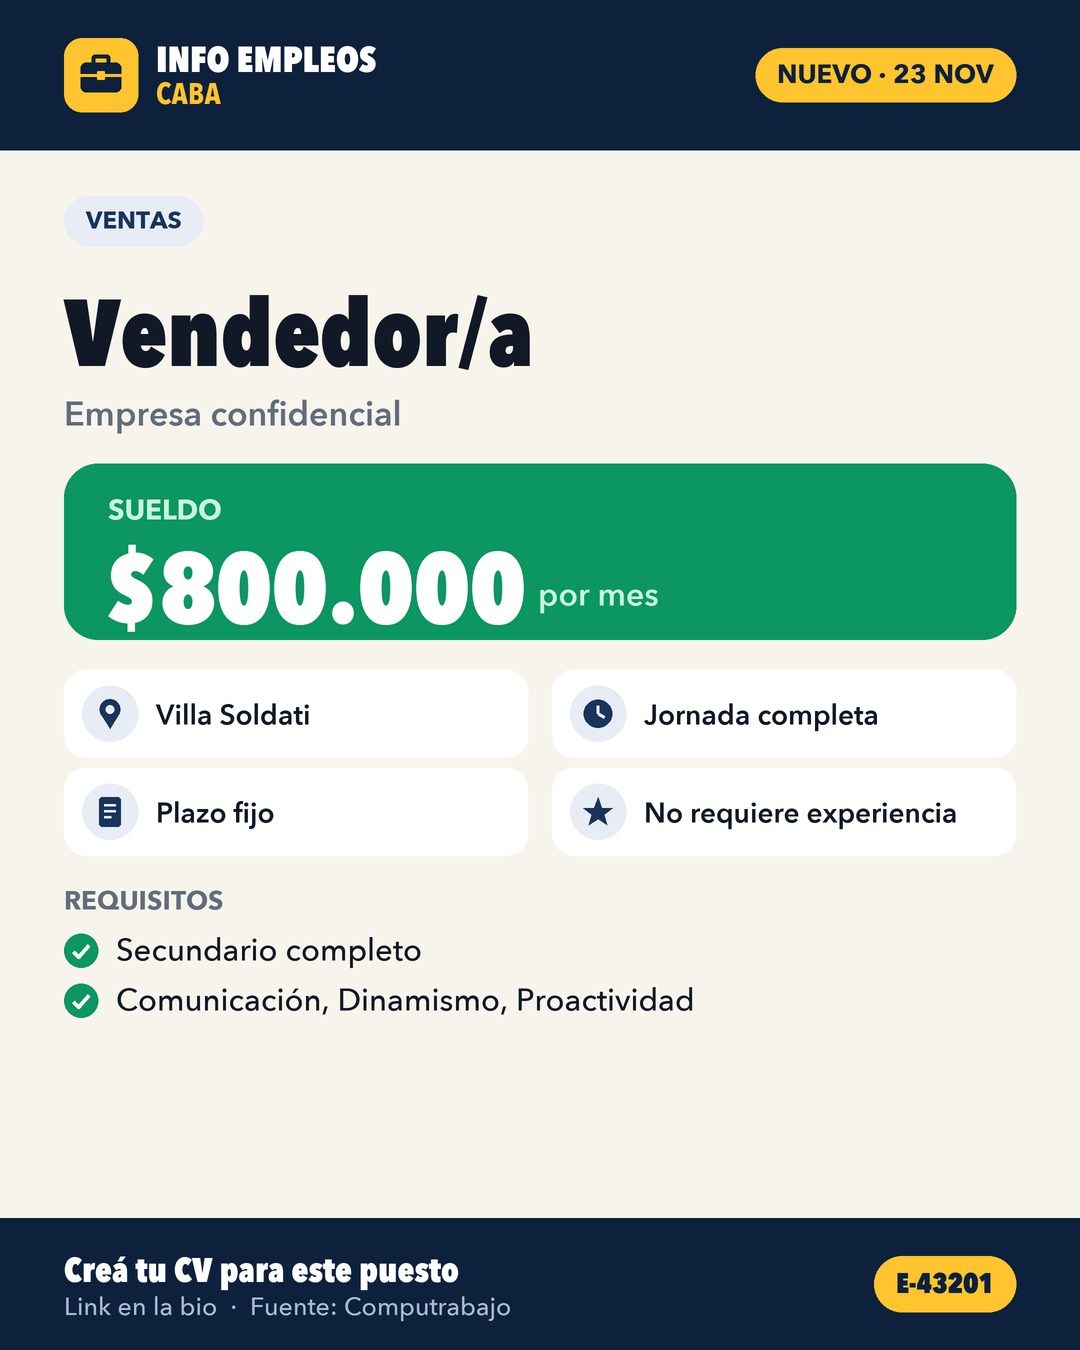 INFO EMPLEOS
CABA
NUEVO · 23 NOV
VENTAS
Vendedor/a
Empresa confidencial
SUELDO
$800.000 por mes
Villa Soldati
Jornada completa
Plazo fijo
No requiere experiencia
REQUISITOS
Secundario completo
Comunicación, Dinamismo, Proactividad
Creá tu CV para este puesto
Link en la bio · Fuente: Computrabajo
E-43201